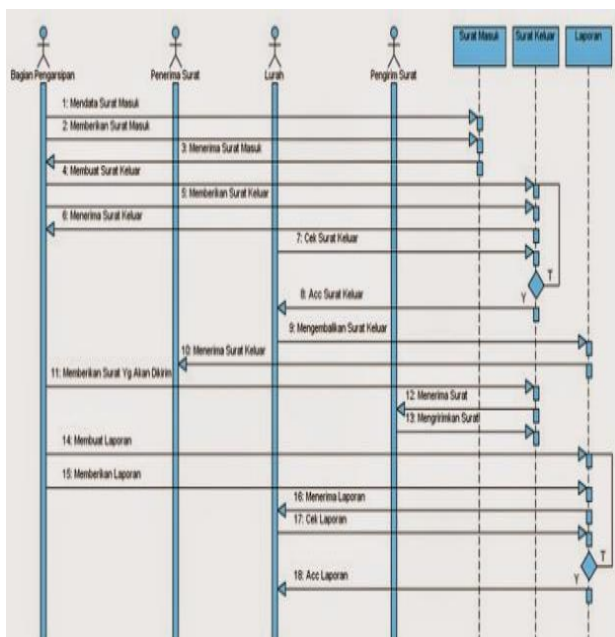 Surat Masuk
Surat Keluar
Laporan
Bagian Pengarsipan
Penerima Surat
Lurah
Pengirim Surat
1: Mendata Surat Masuk
2: Memberikan Surat Masuk
3: Menerima Surat Masuk
4: Membuat Surat Keluar
5: Memberikan Surat Keluar
6: Menerima Surat Keluar
7: Cek Surat Keluar
T
Y
8: Acc Surat Keluar
9: Mengembalikan Surat Keluar
10: Menerima Surat Keluar
11: Memberikan Surat Yg Akan Dikirim
12: Menerima Surat
13: Mengririmkan Surat
14: Membuat Laporan
15: Memberikan Laporan
16: Menerima Laporan
17: Cek Laporan
T
Y
18: Acc Laporan